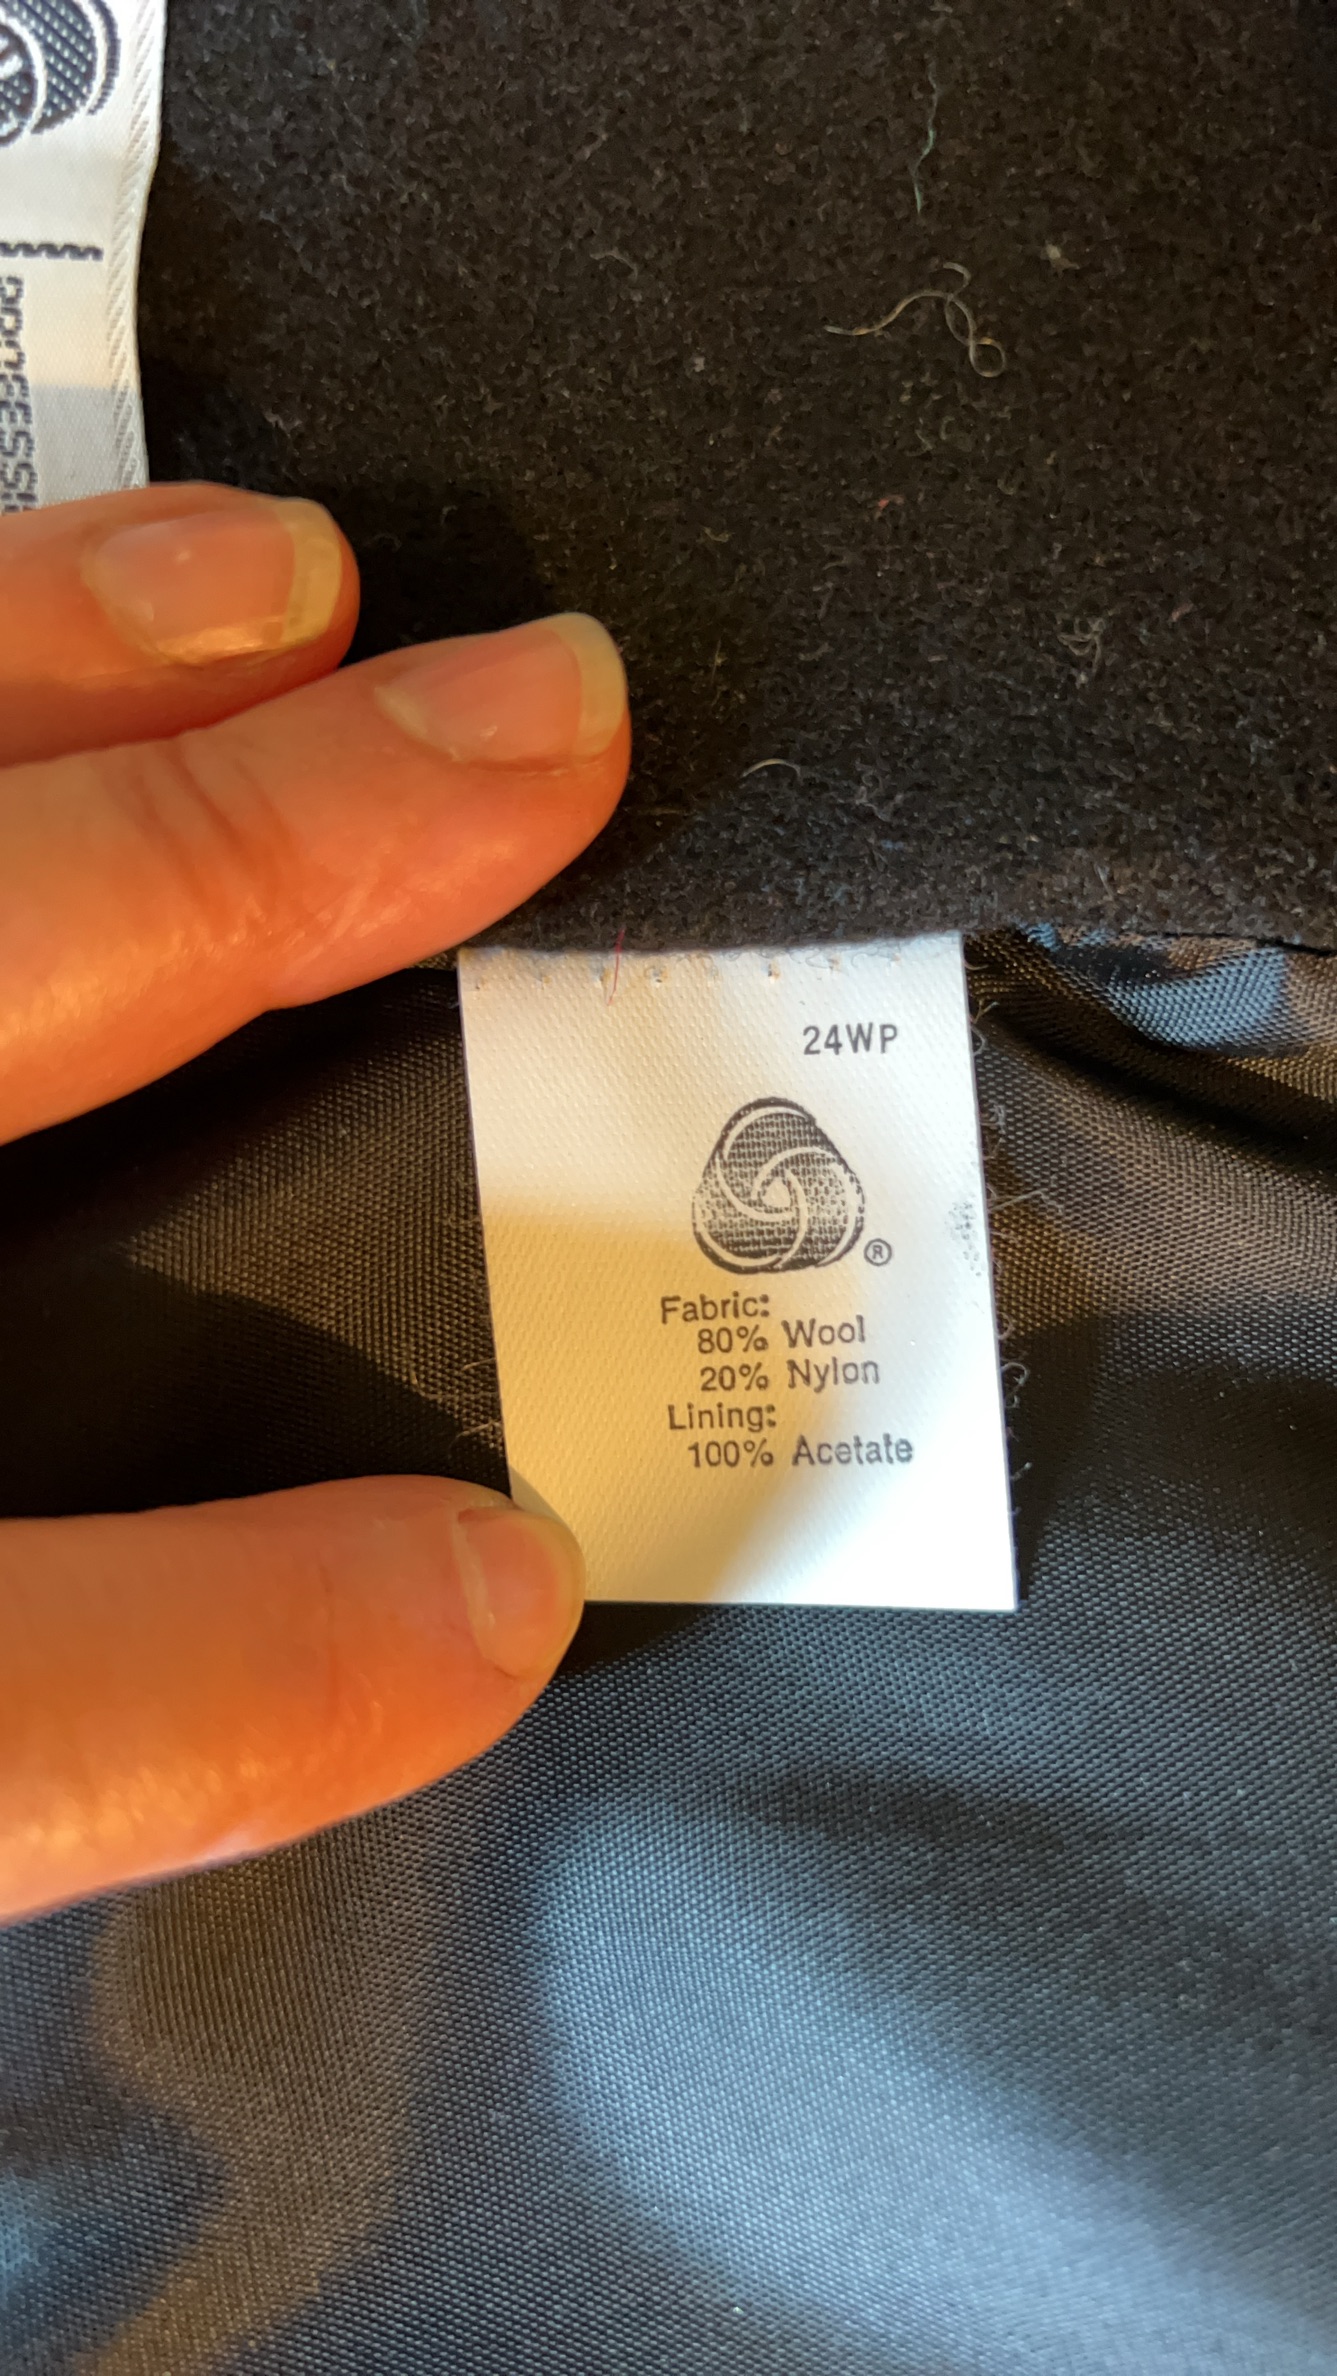 24WP
®
Fabric:
80% Wool
20% Nylon
Lining:
100% Acetate